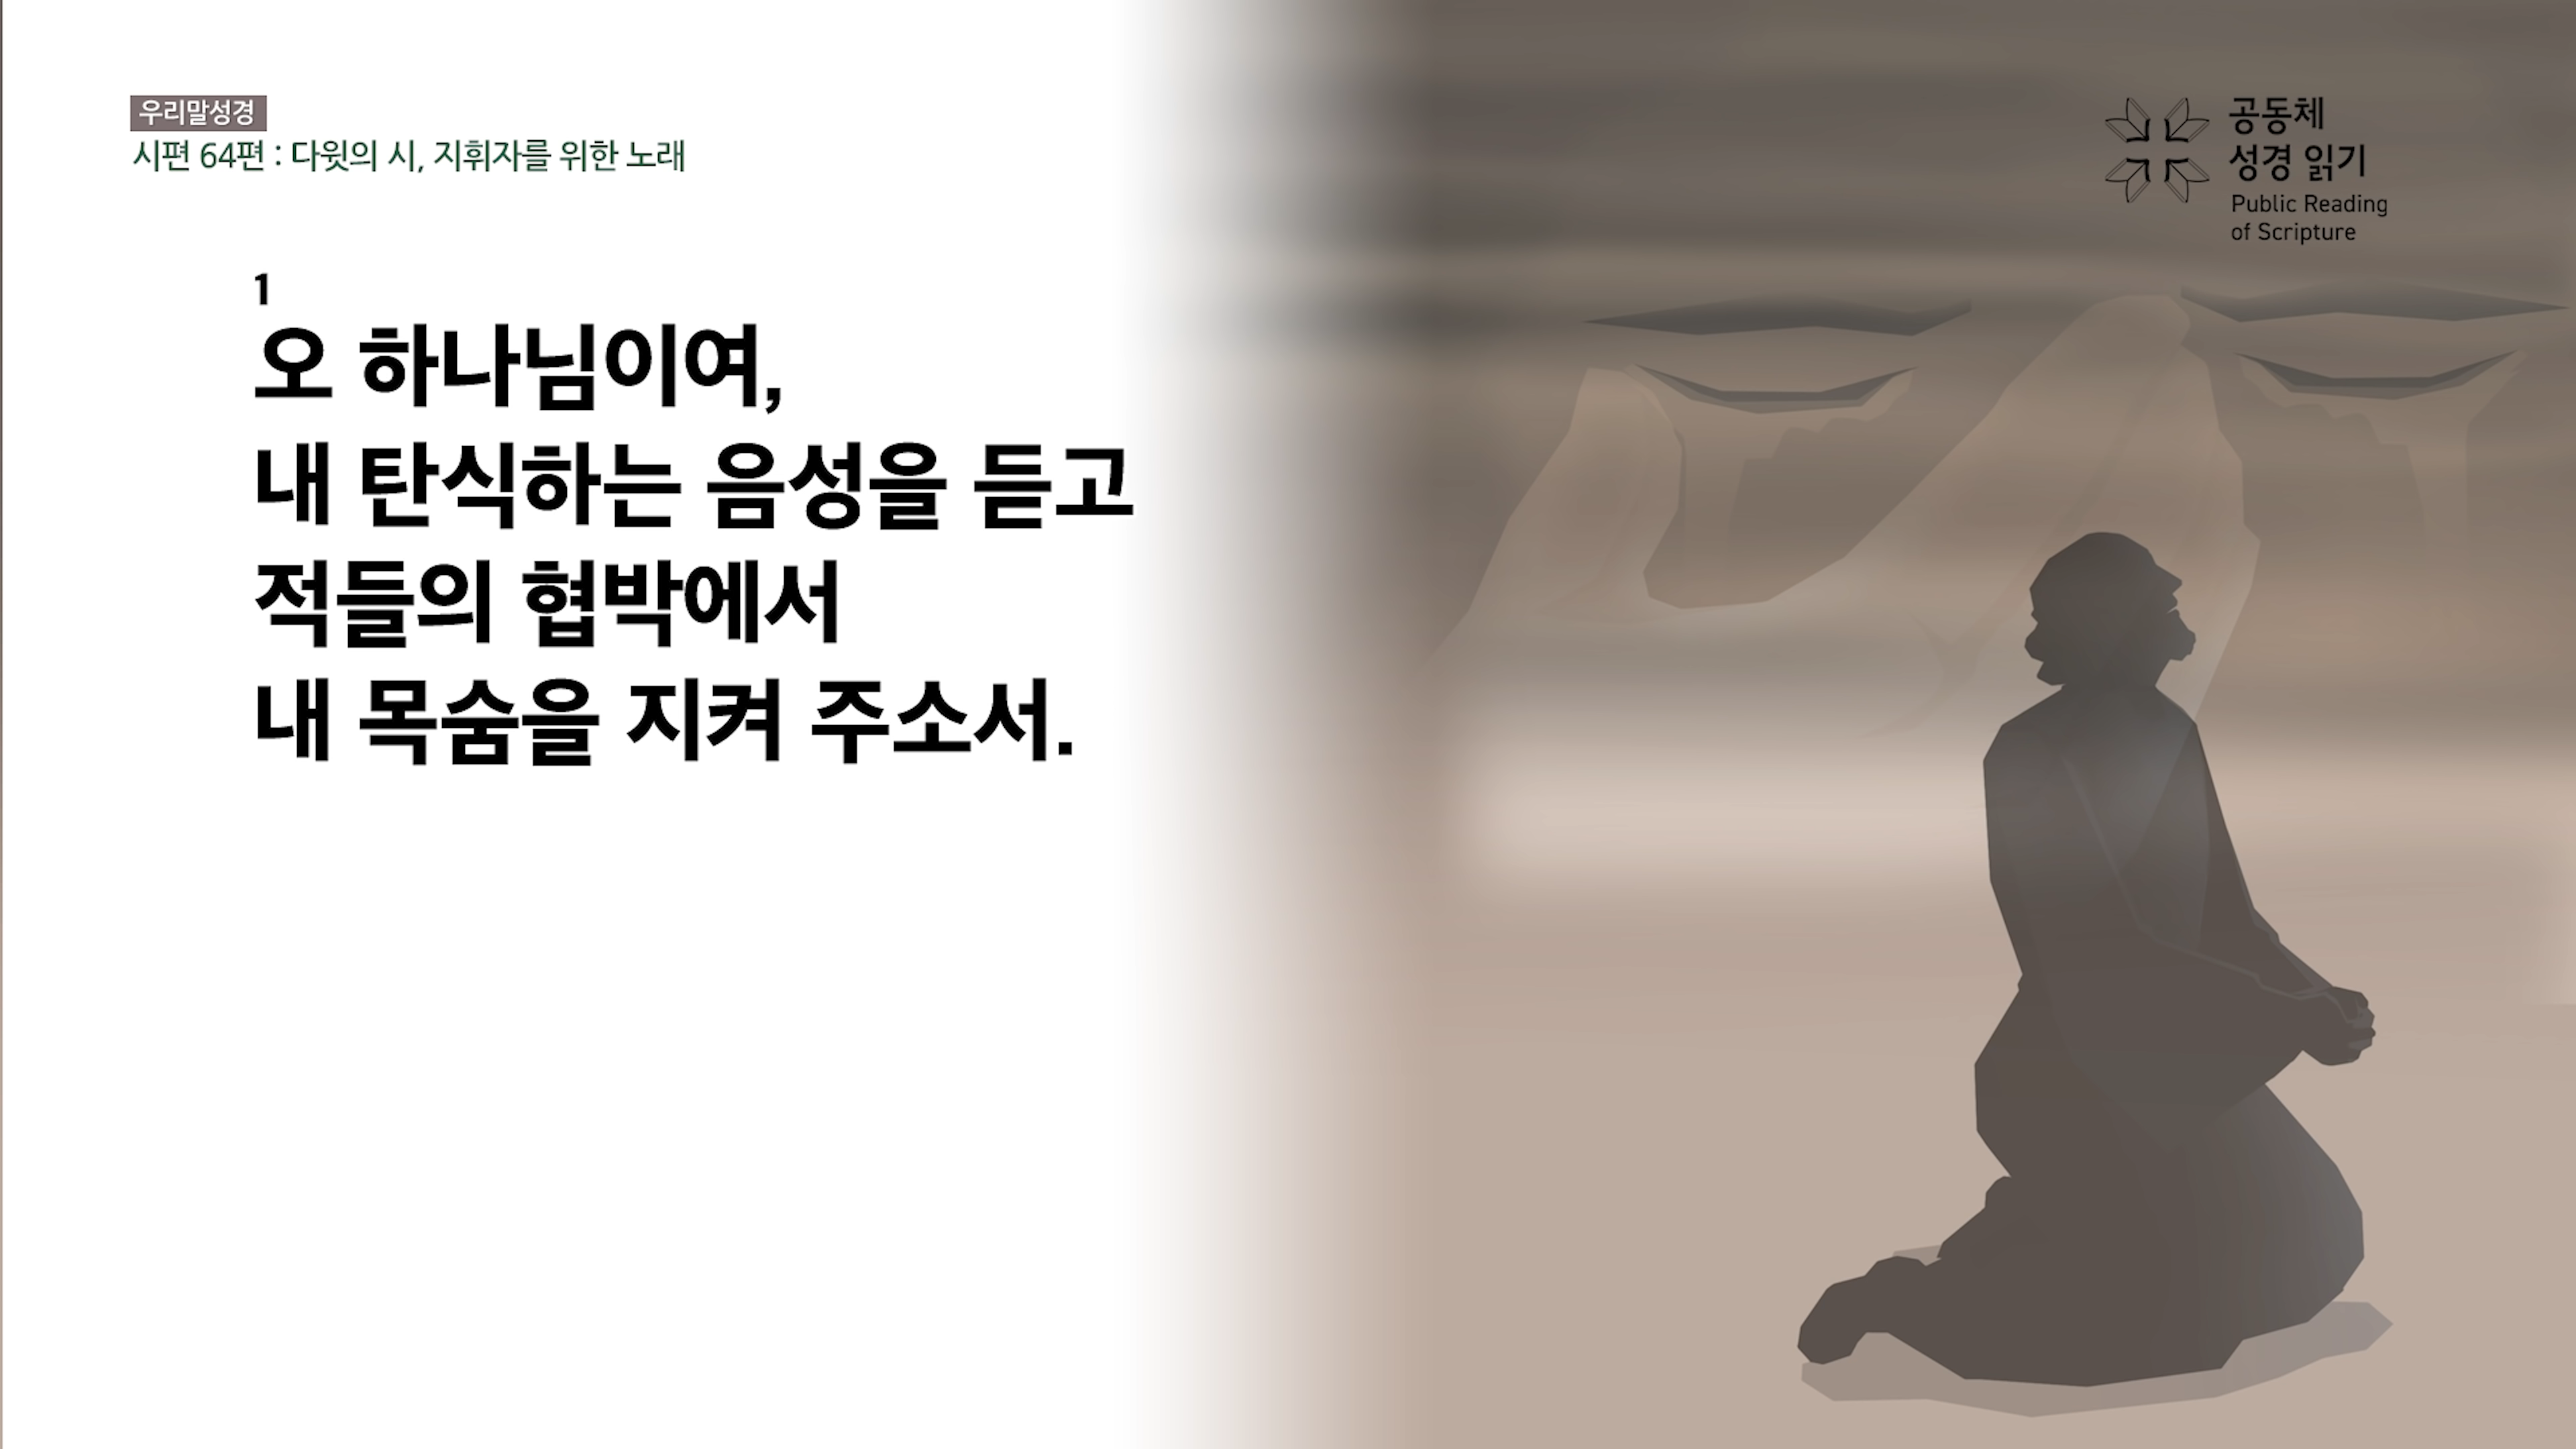 우리말성경
시편 64편 : 다윗의 시, 지휘자를 위한 노래
1
오 하나님이여,
내 탄식하는 음성을 듣고
적들의 협박에서
내 목숨을 지켜 주소서.
공동체
성경 읽기
Public Reading
of Scripture